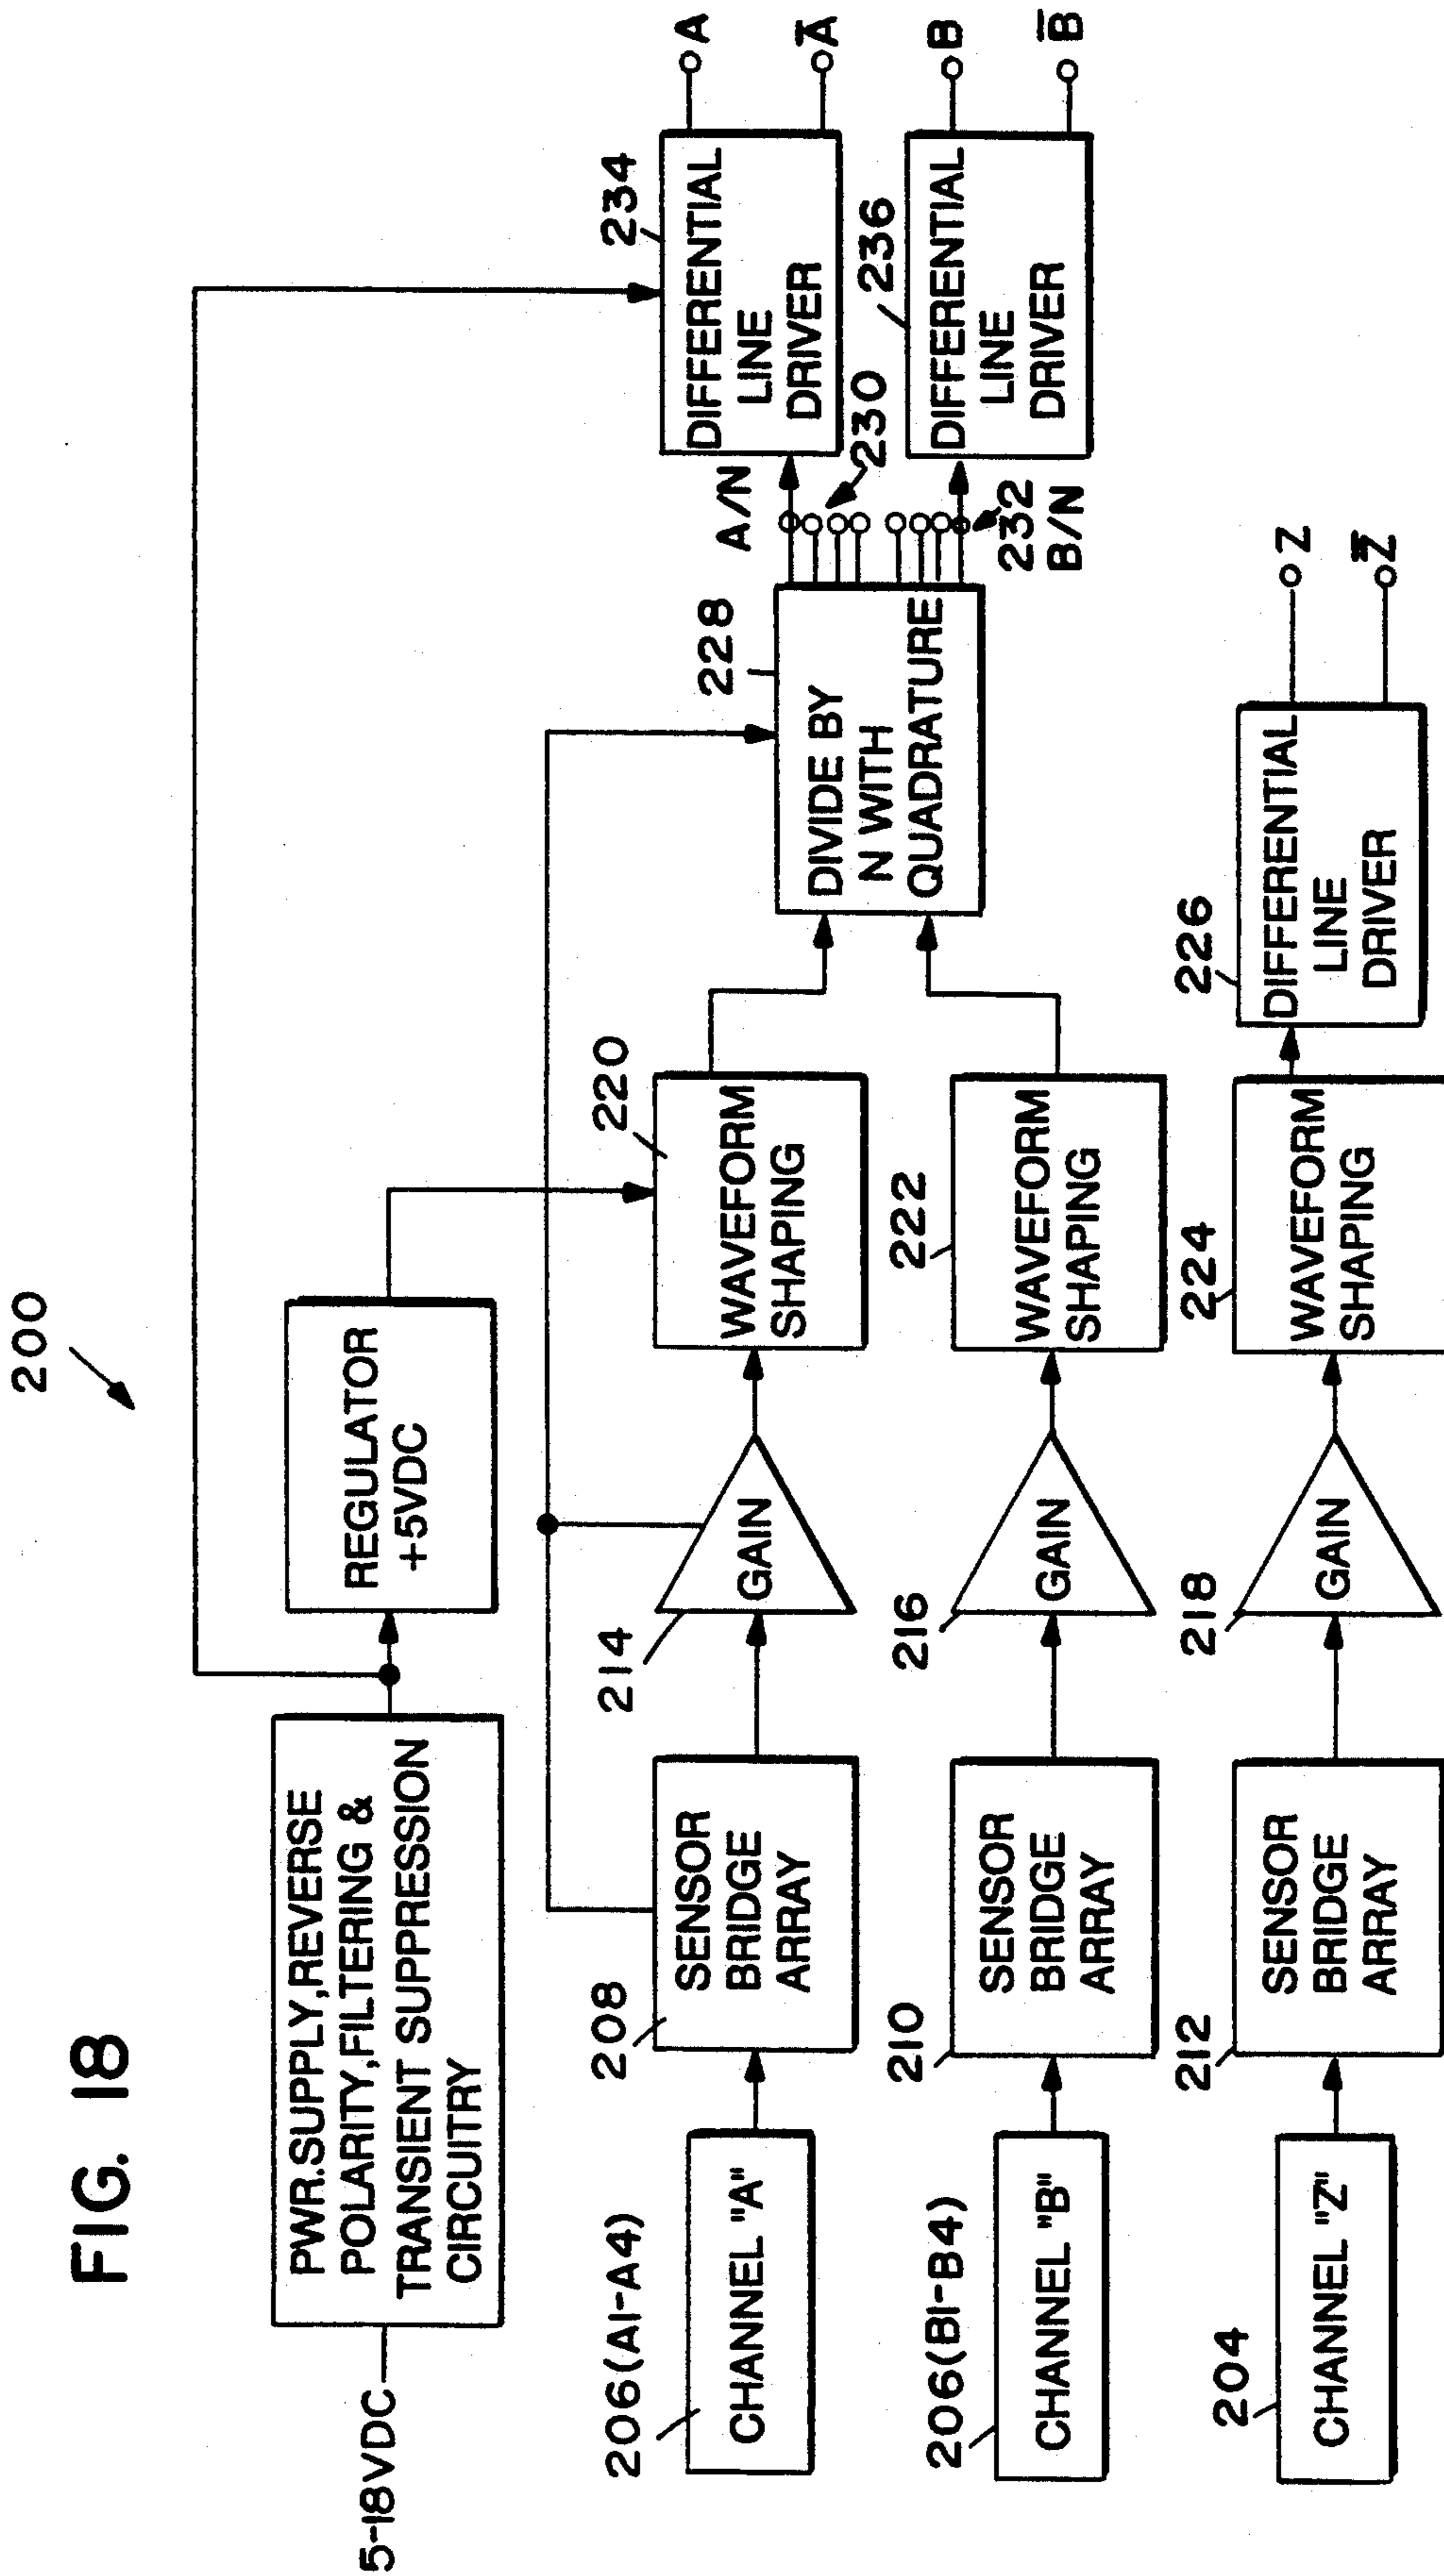 FIG. 18
200
5-18VDC
PWR.SUPPLY,REVERSE
POLARITY,FILTERING &
TRANSIENT SUPPRESSION
CIRCUITRY
REGULATOR
+5VDC
206(A1-A4)
CHANNEL "A"
208
SENSOR
BRIDGE
ARRAY
214
GAIN
220
WAVEFORM
SHAPING
206(B1-B4)
CHANNEL "B"
210
SENSOR
BRIDGE
ARRAY
216
GAIN
222
WAVEFORM
SHAPING
204
CHANNEL "Z"
212
SENSOR
BRIDGE
ARRAY
218
GAIN
224
WAVEFORM
SHAPING
226
DIFFERENTIAL
LINE
DRIVER
Z
Z̅
228
DIVIDE BY
N WITH
QUADRATURE
A/N
230
232
B/N
234
DIFFERENTIAL
LINE
DRIVER
A
A̅
236
DIFFERENTIAL
LINE
DRIVER
B
B̅